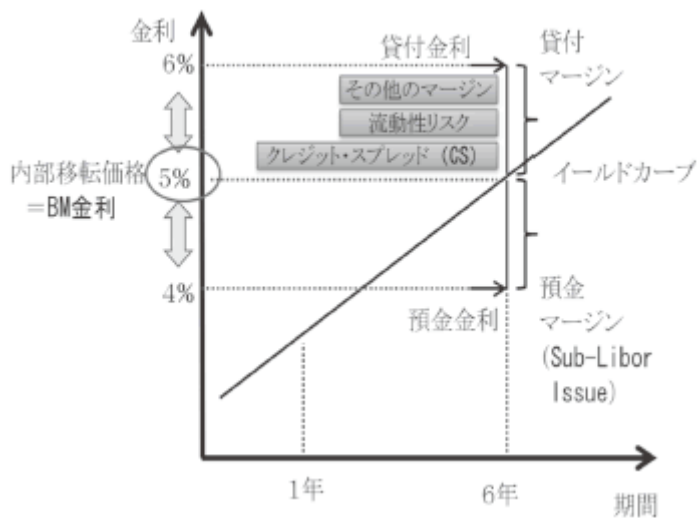 金利
6%
貸付金利
貸付
マージン
その他のマージン
流動性リスク
クレジット・スプレッド (CS)
内部移転価格
=BM金利
5%
イールドカーブ
4%
預金金利
預金
マージン
(Sub-Libor
Issue)
1年
6年
期間